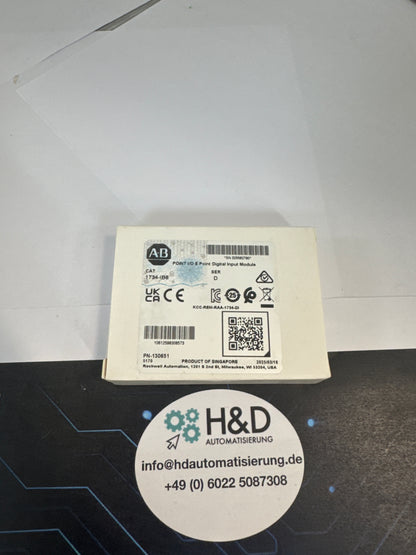 AB
POINT I/O 8 Point Digital Input Module
CAT
1734-IB8
SER
D
UK
CA
CE
25
KCC-REM-RAA-1734-DI
PN-130851
PRODUCT OF SINGAPORE
Rockwell Automation, 1201 S 2nd St, Milwaukee, WI 53204, USA
H&D
AUTOMATISIERUNG
info@hdautomatisierung.de
+49 (0) 6022 5087308